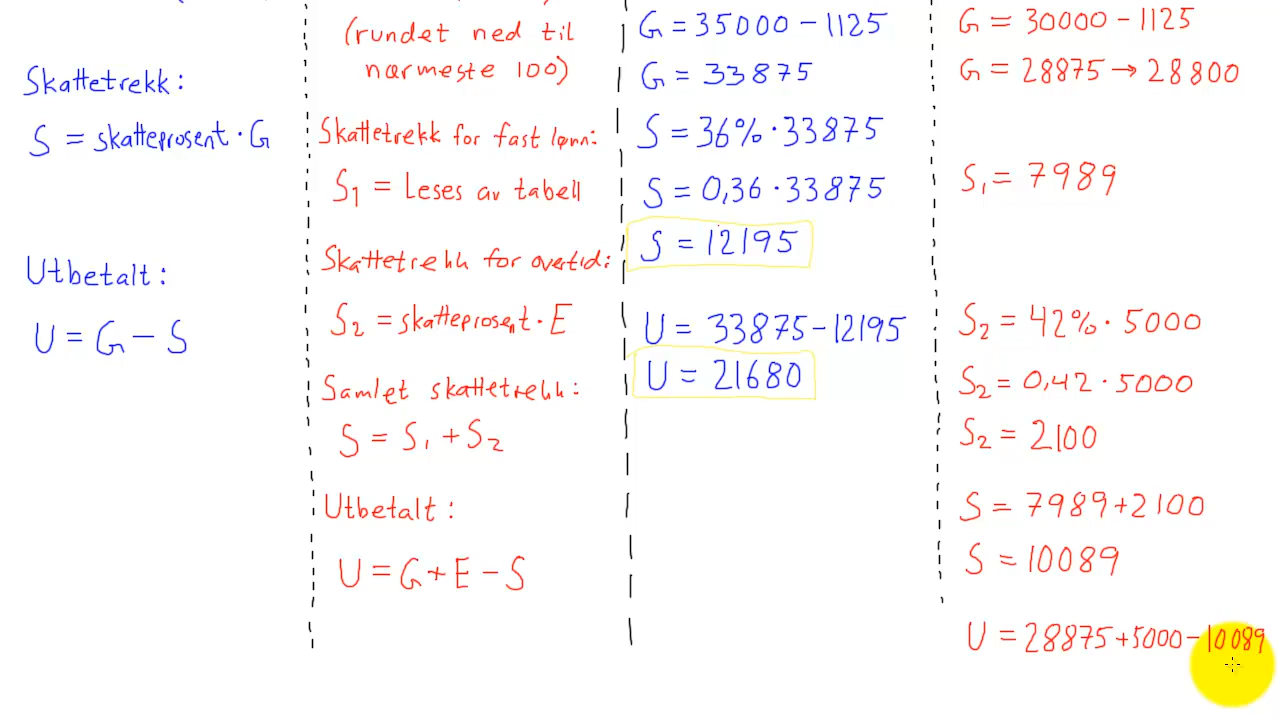 Skattetrekk:
S = skatteprosent · G
Utbetalt:
U = G - S
(rundet ned til
nærmeste 100)
Skattetrekk for fast lønn:
S1 = Leses av tabell
Skattetrekk for overtid:
S2 = skatteprosent · E
Samlet skattetrekk:
S = S1 + S2
Utbetalt:
U = G + E - S
G = 35000 - 1125
G = 33875
S = 36% · 33875
S = 0,36 · 33875
S = 12195
U = 33875 - 12195
U = 21680
G = 30000 - 1125
G = 28875 → 28800
S1 = 7989
S2 = 42% · 5000
S2 = 0,42 · 5000
S2 = 2100
S = 7989 + 2100
S = 10089
U = 28875 + 5000 - 10089